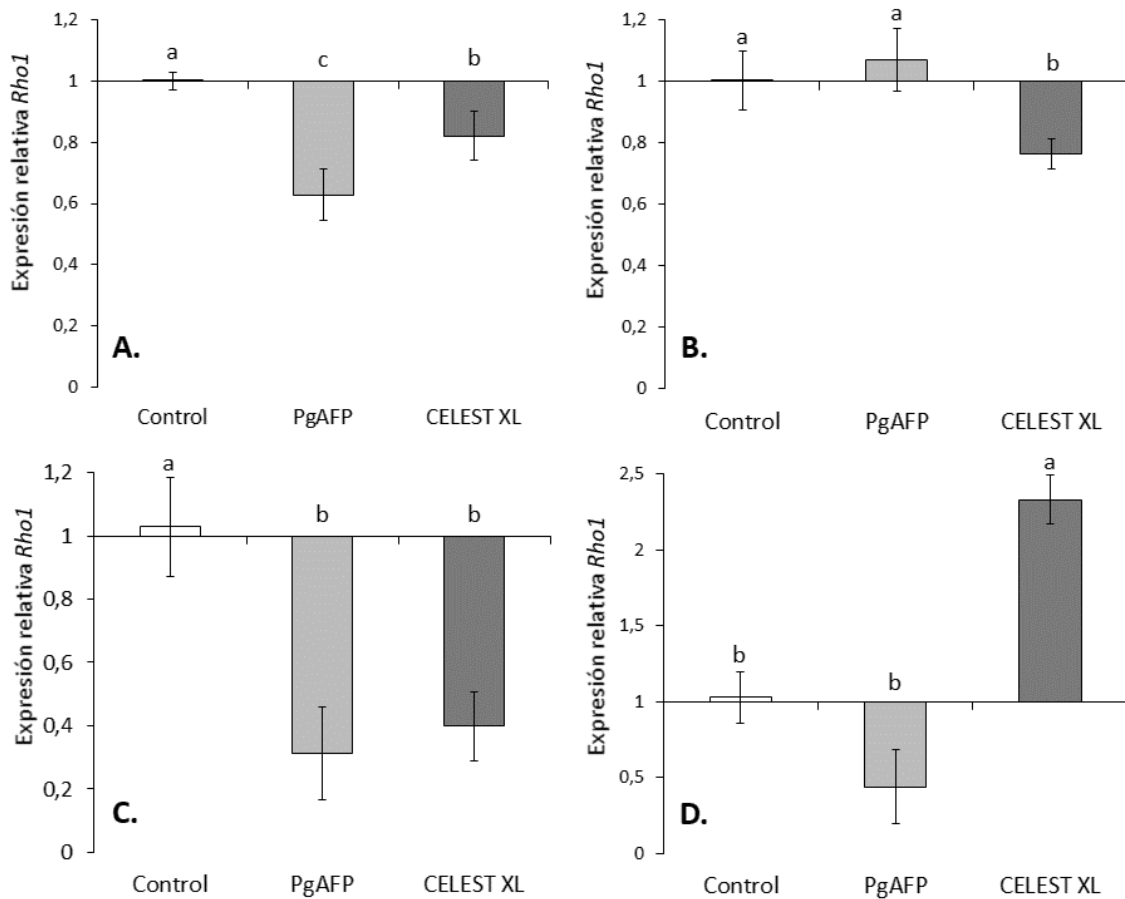 Expresión relativa Rho1
1,2
1
0,8
0,6
0,4
0,2
0
a
c
b
A.
Control
PgAFP
CELEST XL
Expresión relativa Rho1
1,2
1
0,8
0,6
0,4
0,2
0
a
a
b
B.
Control
PgAFP
CELEST XL
Expresión relativa Rho1
1,2
1
0,8
0,6
0,4
0,2
0
a
b
b
C.
Control
PgAFP
CELEST XL
Expresión relativa Rho1
2,5
2
1,5
1
0,5
0
b
b
a
D.
Control
PgAFP
CELEST XL